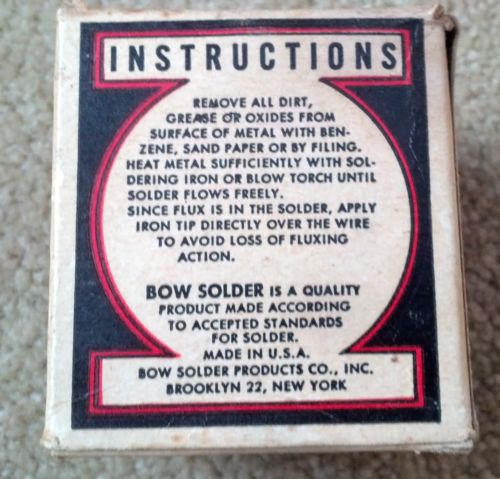 INSTRUCTIONS
REMOVE ALL DIRT,
GREASE OR OXIDES FROM
SURFACE OF METAL WITH BEN-
ZENE, SAND PAPER OR BY FILING.
HEAT METAL SUFFICIENTLY WITH SOL-
DERING IRON OR BLOW TORCH UNTIL
SOLDER FLOWS FREELY.
SINCE FLUX IS IN THE SOLDER, APPLY
IRON TIP DIRECTLY OVER THE WIRE
TO AVOID LOSS OF FLUXING
ACTION.
BOW SOLDER IS A QUALITY
PRODUCT MADE ACCORDING
TO ACCEPTED STANDARDS
FOR SOLDER.
MADE IN U.S.A.
BOW SOLDER PRODUCTS CO., INC.
BROOKLYN 22, NEW YORK